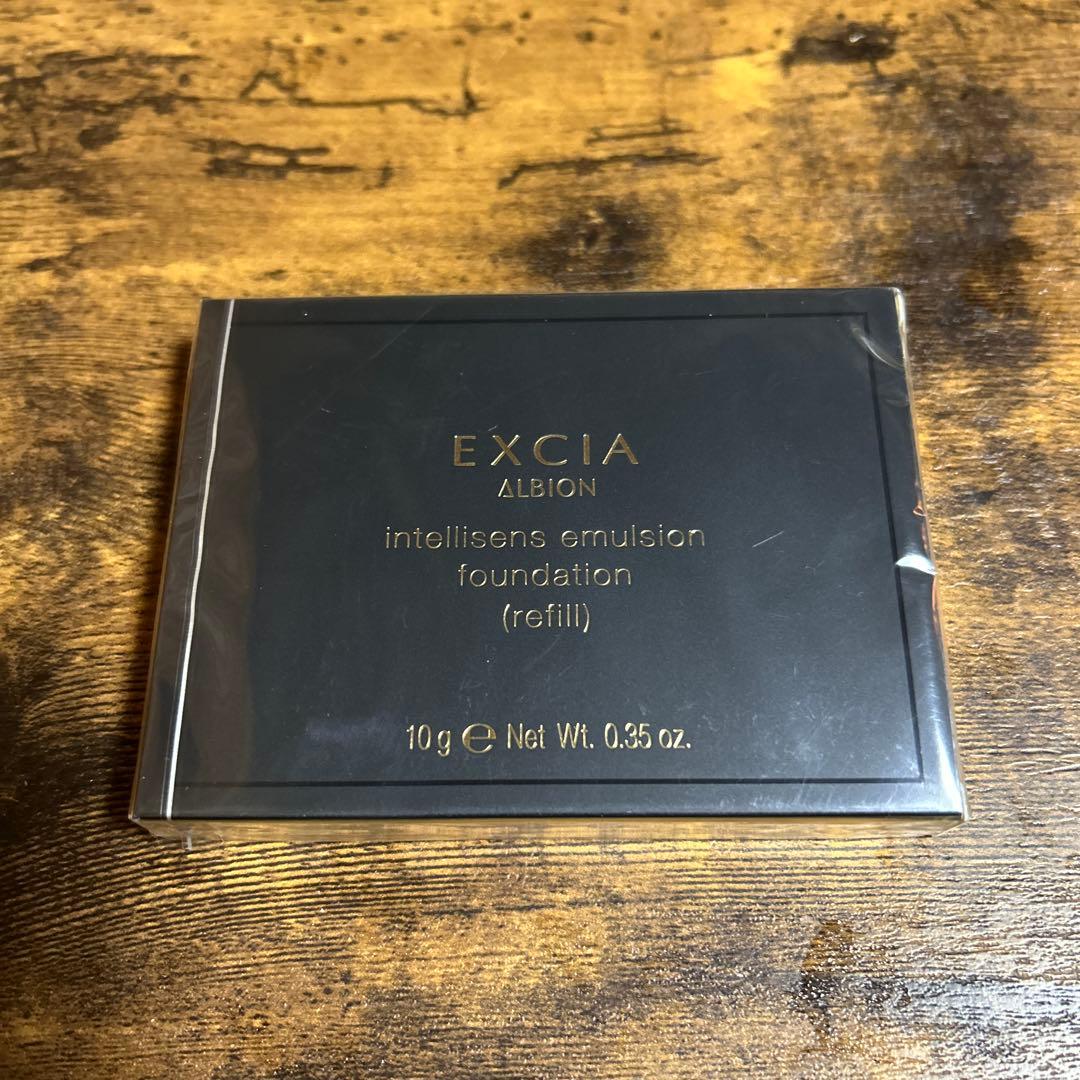 EXCIA
ALBION
intellisens emulsion
foundation
(refill)
10 g ℮ Net Wt. 0.35 oz.